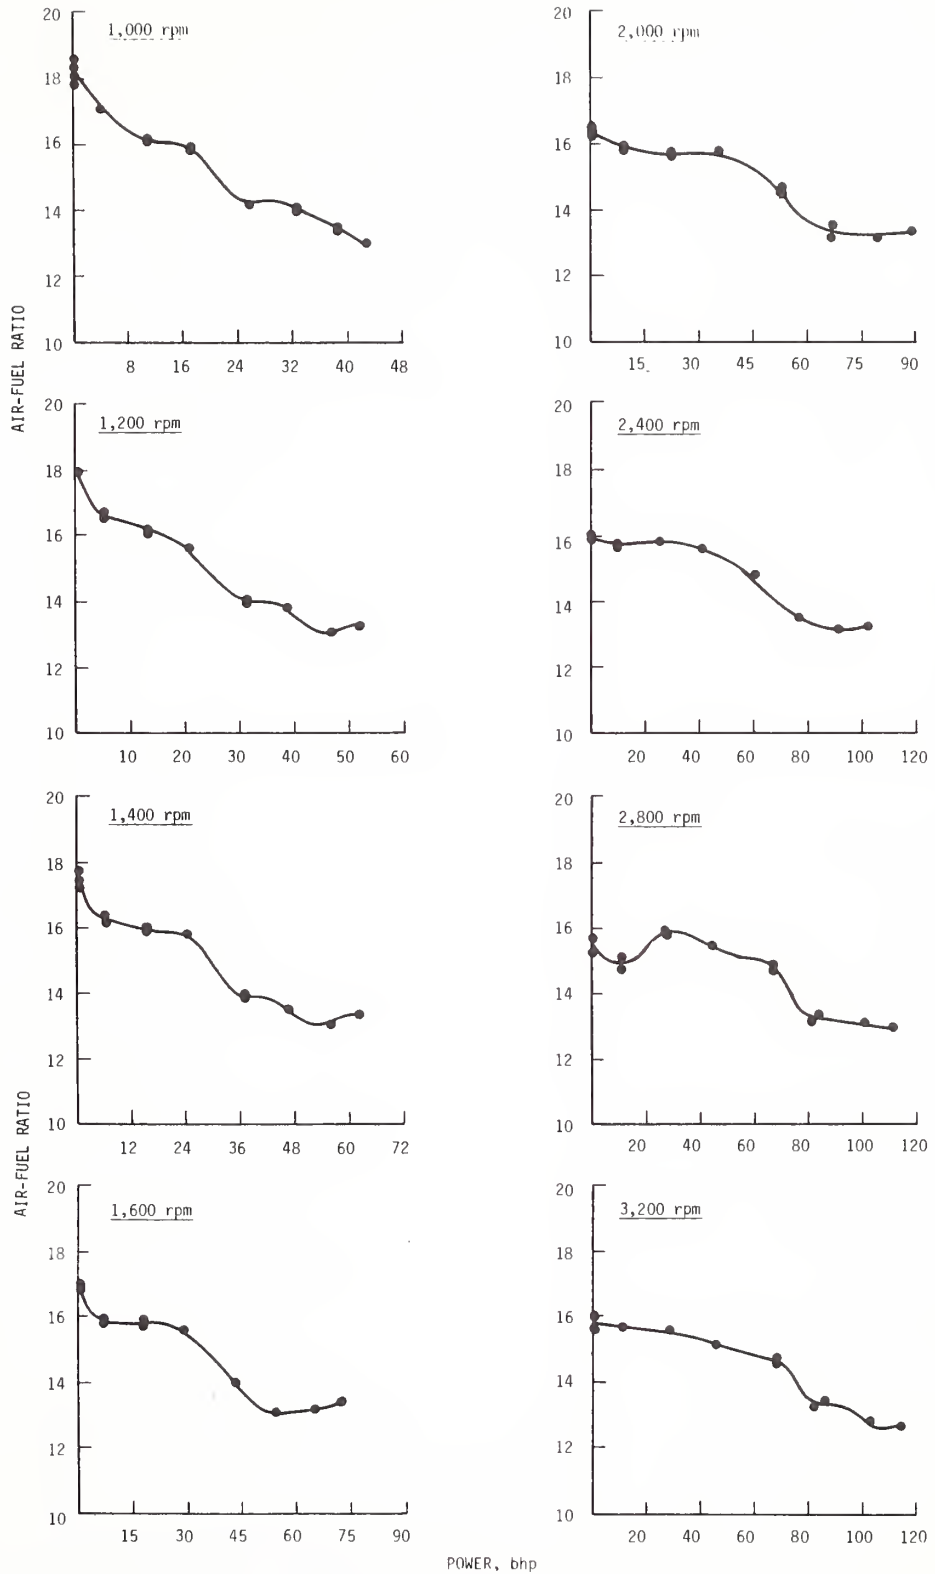 1,000 rpm
20
18
16
14
12
10
8 16 24 32 40 48
2,000 rpm
20
18
16
14
12
10
15 30 45 60 75 90
AIR-FUEL RATIO
1,200 rpm
20
18
16
14
12
10
10 20 30 40 50 60
2,400 rpm
20
18
16
14
12
10
20 40 60 80 100 120
1,400 rpm
20
18
16
14
12
10
12 24 36 48 60 72
2,800 rpm
20
18
16
14
12
10
20 40 60 80 100 120
AIR-FUEL RATIO
1,600 rpm
20
18
16
14
12
10
15 30 45 60 75 90
3,200 rpm
20
18
16
14
12
10
20 40 60 80 100 120
POWER, bhp